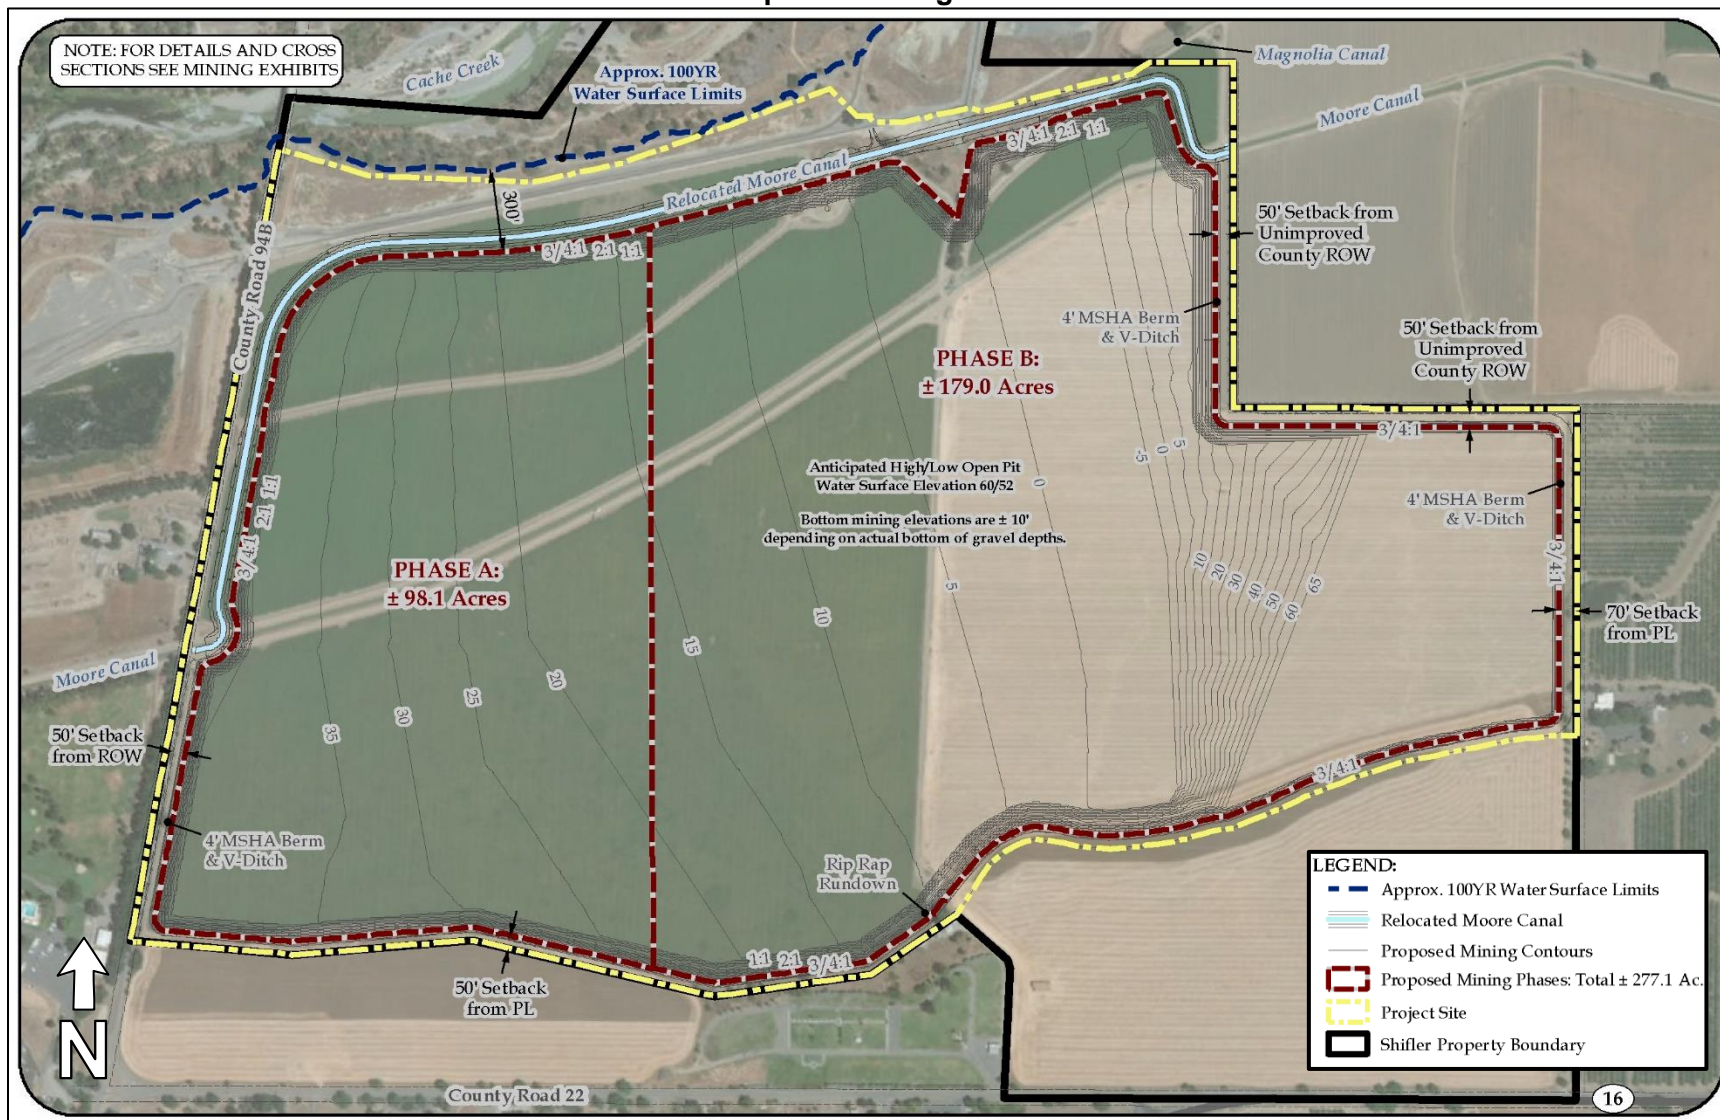 NOTE: FOR DETAILS AND CROSS
SECTIONS SEE MINING EXHIBITS
Cache Creek
Approx. 100YR
Water Surface Limits
Magnolia Canal
Moore Canal
Relocated Moore Canal
300'
3/4:1 2:1 1:1
3/4:1 2:1 1:1
County Road 94B
50' Setback from
Unimproved
County ROW
4' MSHA Berm
& V-Ditch
50' Setback from
Unimproved
County ROW
PHASE B:
± 179.0 Acres
3/4:1
5
0
-5
Anticipated High/Low Open Pit
Water Surface Elevation 60/52
0
Bottom mining elevations are ± 10'
depending on actual bottom of gravel depths.
4' MSHA Berm
& V-Ditch
3/4:1 2:1 1:1
3/4:1
PHASE A:
± 98.1 Acres
10
20
30
40
50
60
65
5
10
15
20
25
30
35
70' Setback
from PL
Moore Canal
50' Setback
from ROW
3/4:1
4' MSHA Berm
& V-Ditch
Rip Rap
Rundown
1:1 2:1 3/4:1
50' Setback
from PL
N
County Road 22
LEGEND:
Approx. 100YR Water Surface Limits
Relocated Moore Canal
Proposed Mining Contours
Proposed Mining Phases: Total ± 277.1 Ac.
Project Site
Shifler Property Boundary
16